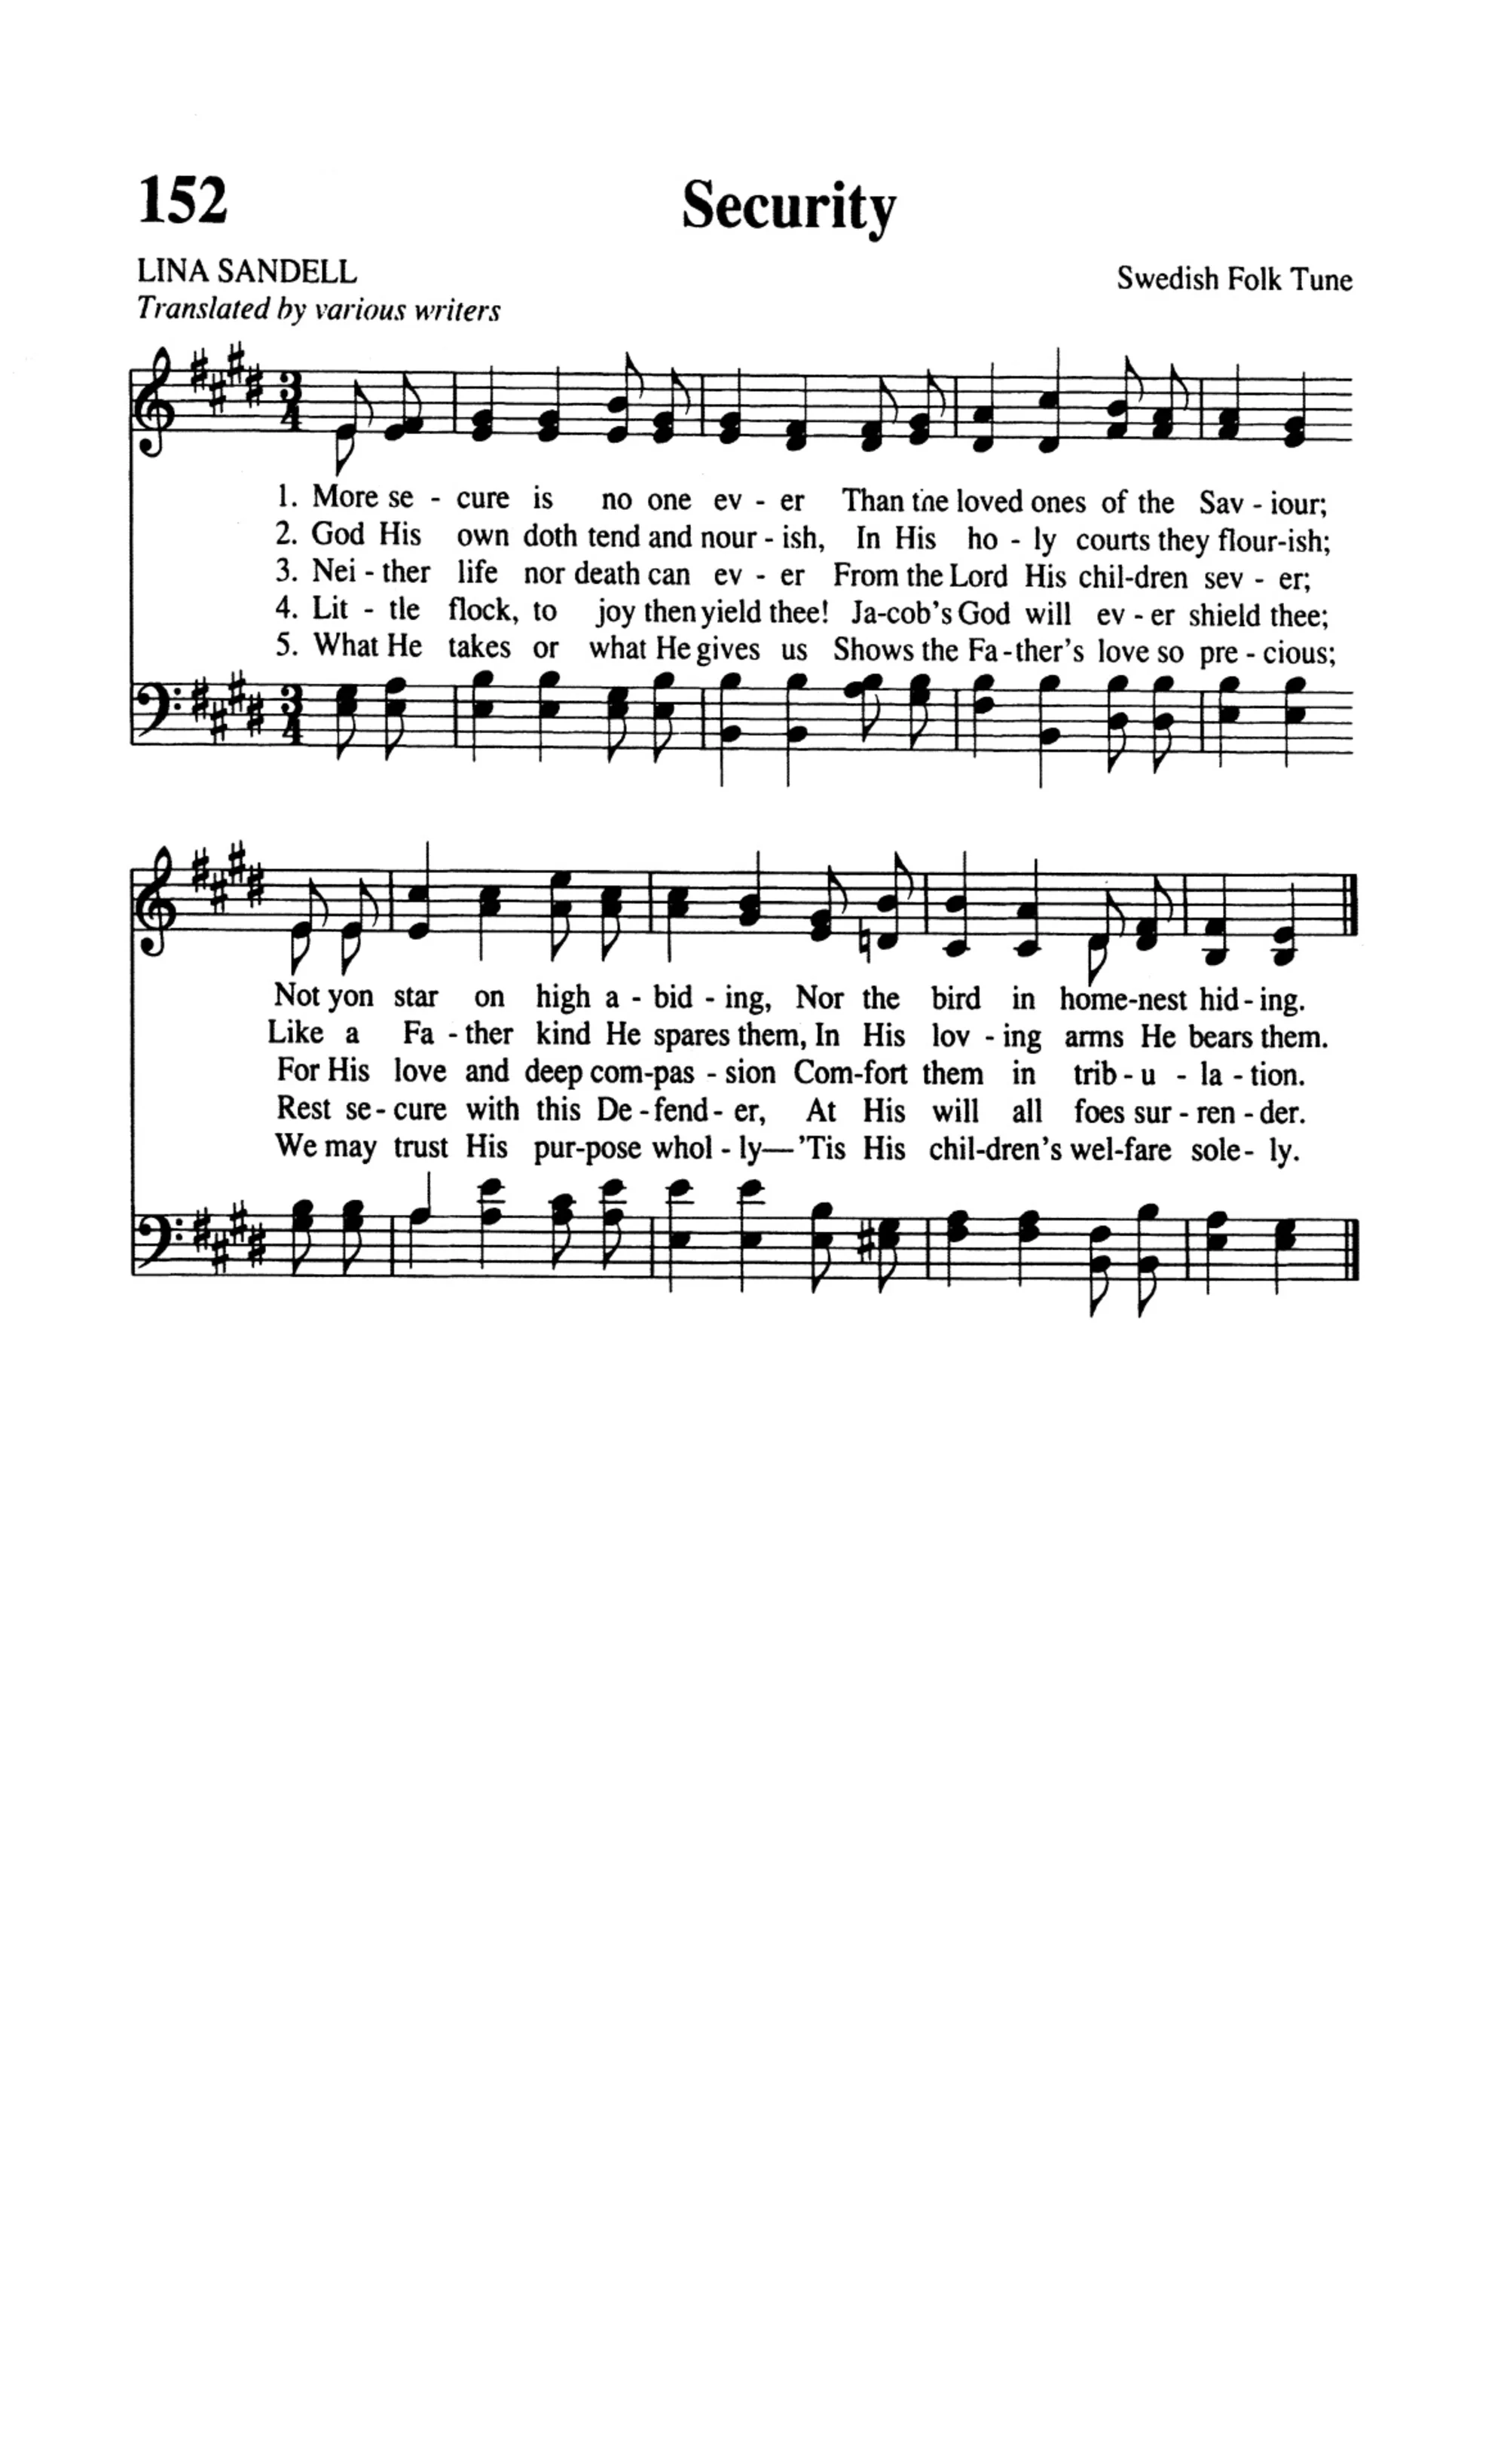 152 Security
LINA SANDELL Swedish Folk Tune
Translated by various writers
3 4
1. More se - cure is no one ev - er Than the loved ones of the Sav - iour;
2. God His own doth tend and nour - ish, In His ho - ly courts they flour-ish;
3. Nei - ther life nor death can ev - er From the Lord His chil-dren sev - er;
4. Lit - tle flock, to joy then yield thee! Ja-cob's God will ev - er shield thee;
5. What He takes or what He gives us Shows the Fa - ther's love so pre - cious;
3 4
Not yon star on high a - bid - ing, Nor the bird in home-nest hid - ing.
Like a Fa - ther kind He spares them, In His lov - ing arms He bears them.
For His love and deep com-pas - sion Com-fort them in trib - u - la - tion.
Rest se - cure with this De - fend - er, At His will all foes sur - ren - der.
We may trust His pur-pose whol - ly—'Tis His chil-dren's wel-fare sole - ly.